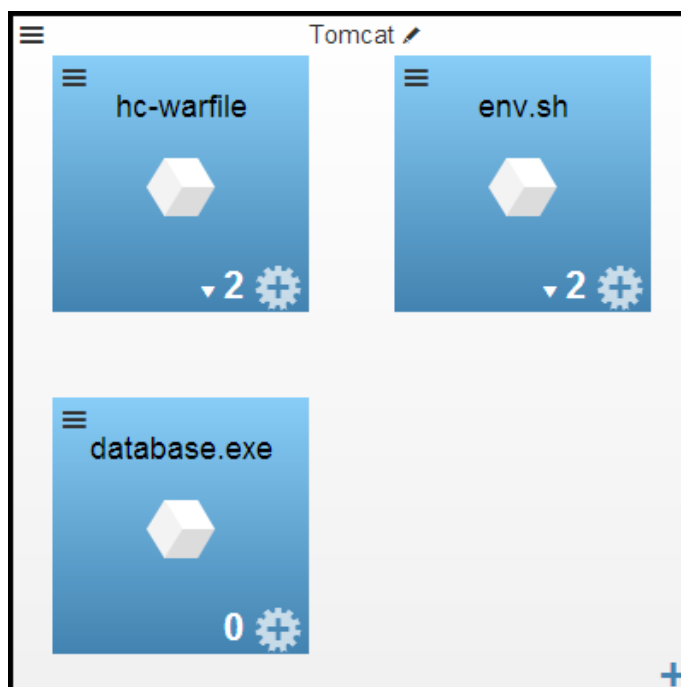 Tomcat
hc-warfile
env.sh
2
2
database.exe
0